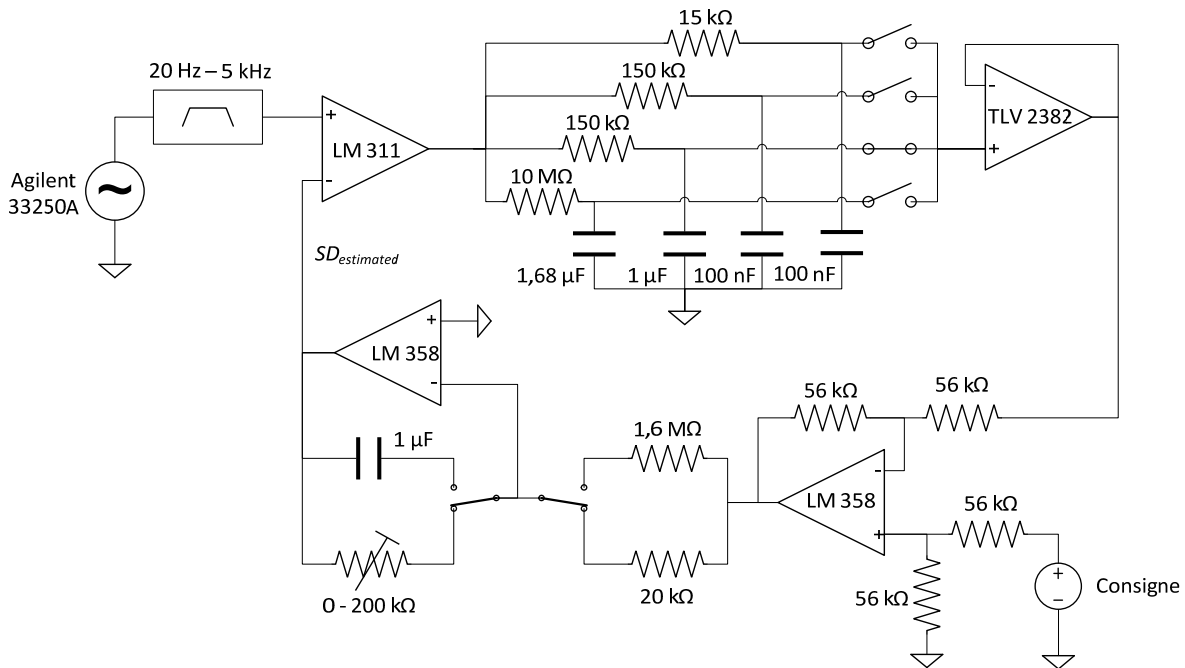 15 kΩ
20 Hz – 5 kHz
150 kΩ
-
TLV 2382
+
+
LM 311
-
150 kΩ
Agilent
33250A
10 MΩ
SDestimated
1,68 µF
1 µF
100 nF
100 nF
+
LM 358
-
56 kΩ
56 kΩ
1 µF
1,6 MΩ
-
LM 358
+
56 kΩ
0 - 200 kΩ
20 kΩ
56 kΩ
+
−
Consigne